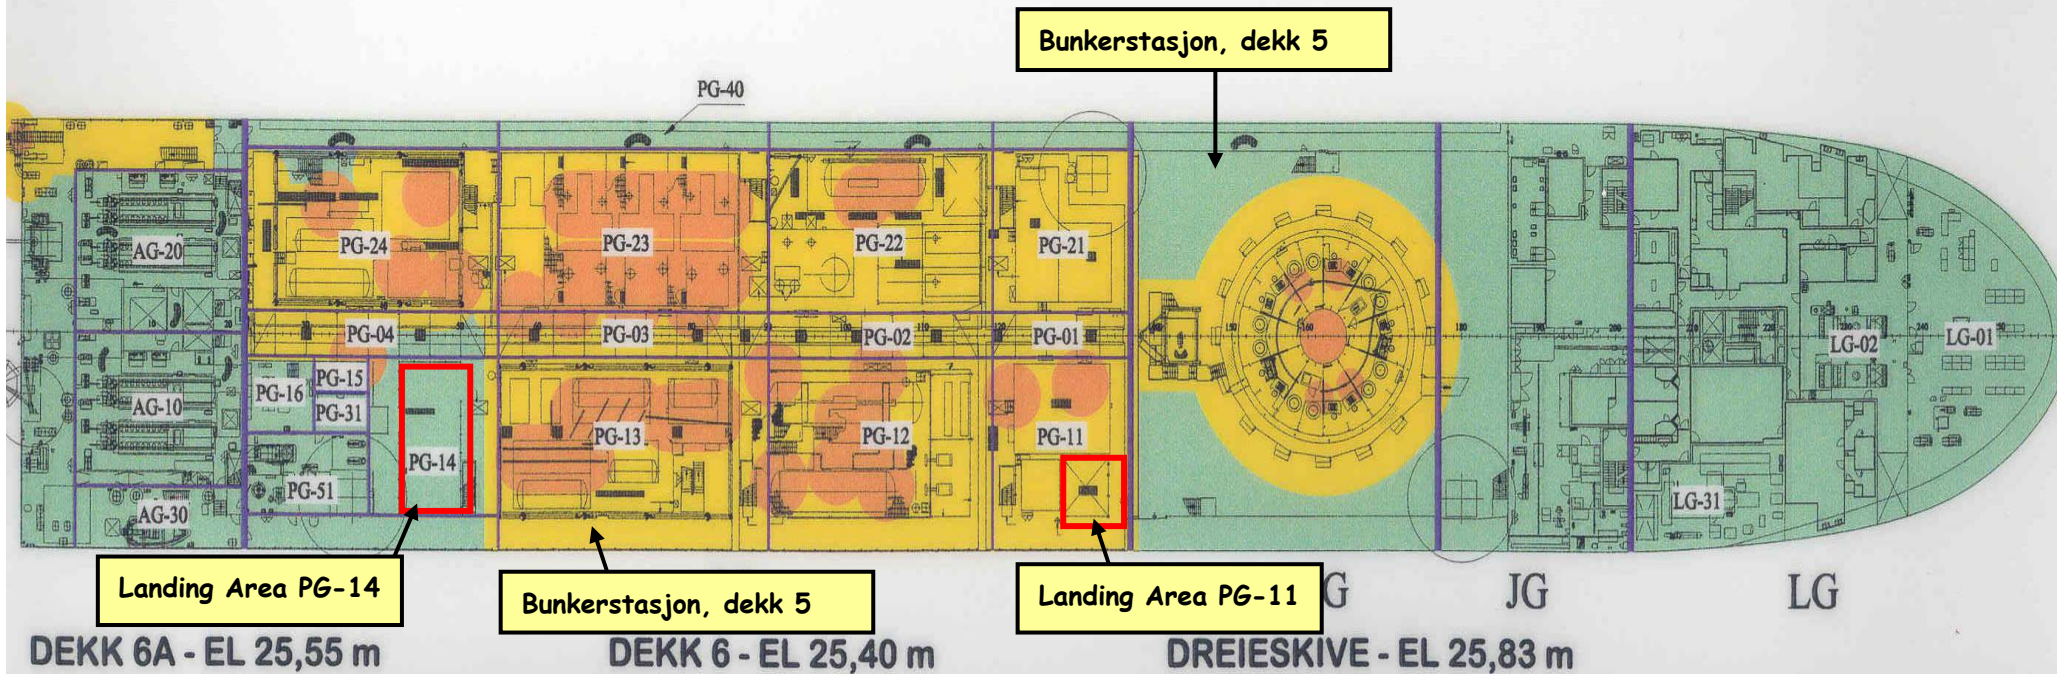 Bunkerstasjon, dekk 5
PG-40
AG-20
PG-24
PG-23
PG-22
PG-21
PG-04
PG-03
PG-02
PG-01
LG-02
LG-01
PG-16
PG-15
PG-31
AG-10
PG-14
PG-13
PG-12
PG-11
PG-51
AG-30
LG-31
Landing Area PG-14
Bunkerstasjon, dekk 5
Landing Area PG-11
G
JG
LG
DEKK 6A - EL 25,55 m
DEKK 6 - EL 25,40 m
DREIESKIVE - EL 25,83 m